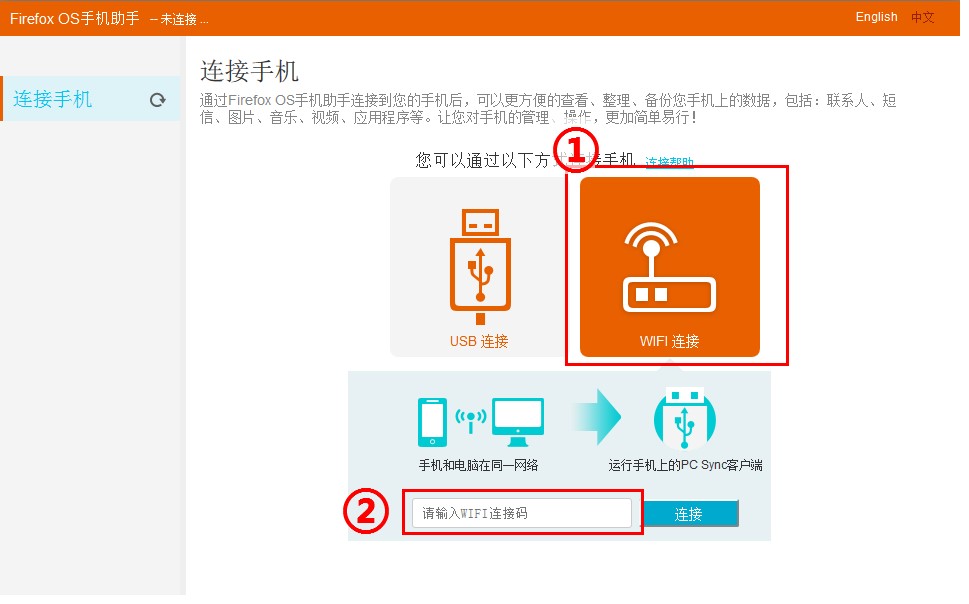 Firefox OS手机助手 -- 未连接 ...
English 中文
连接手机
连接手机
通过Firefox OS手机助手连接到您的手机后，可以更方便的查看、整理、备份您手机上的数据，包括：联系人、短
信、图片、音乐、视频、应用程序等。让您对手机的管理、操作，更加简单易行！
①
您可以通过以下方式连接手机 连接帮助
USB 连接
WIFI 连接
手机和电脑在同一网络
运行手机上的PC Sync客户端
②
请输入WIFI连接码
连接